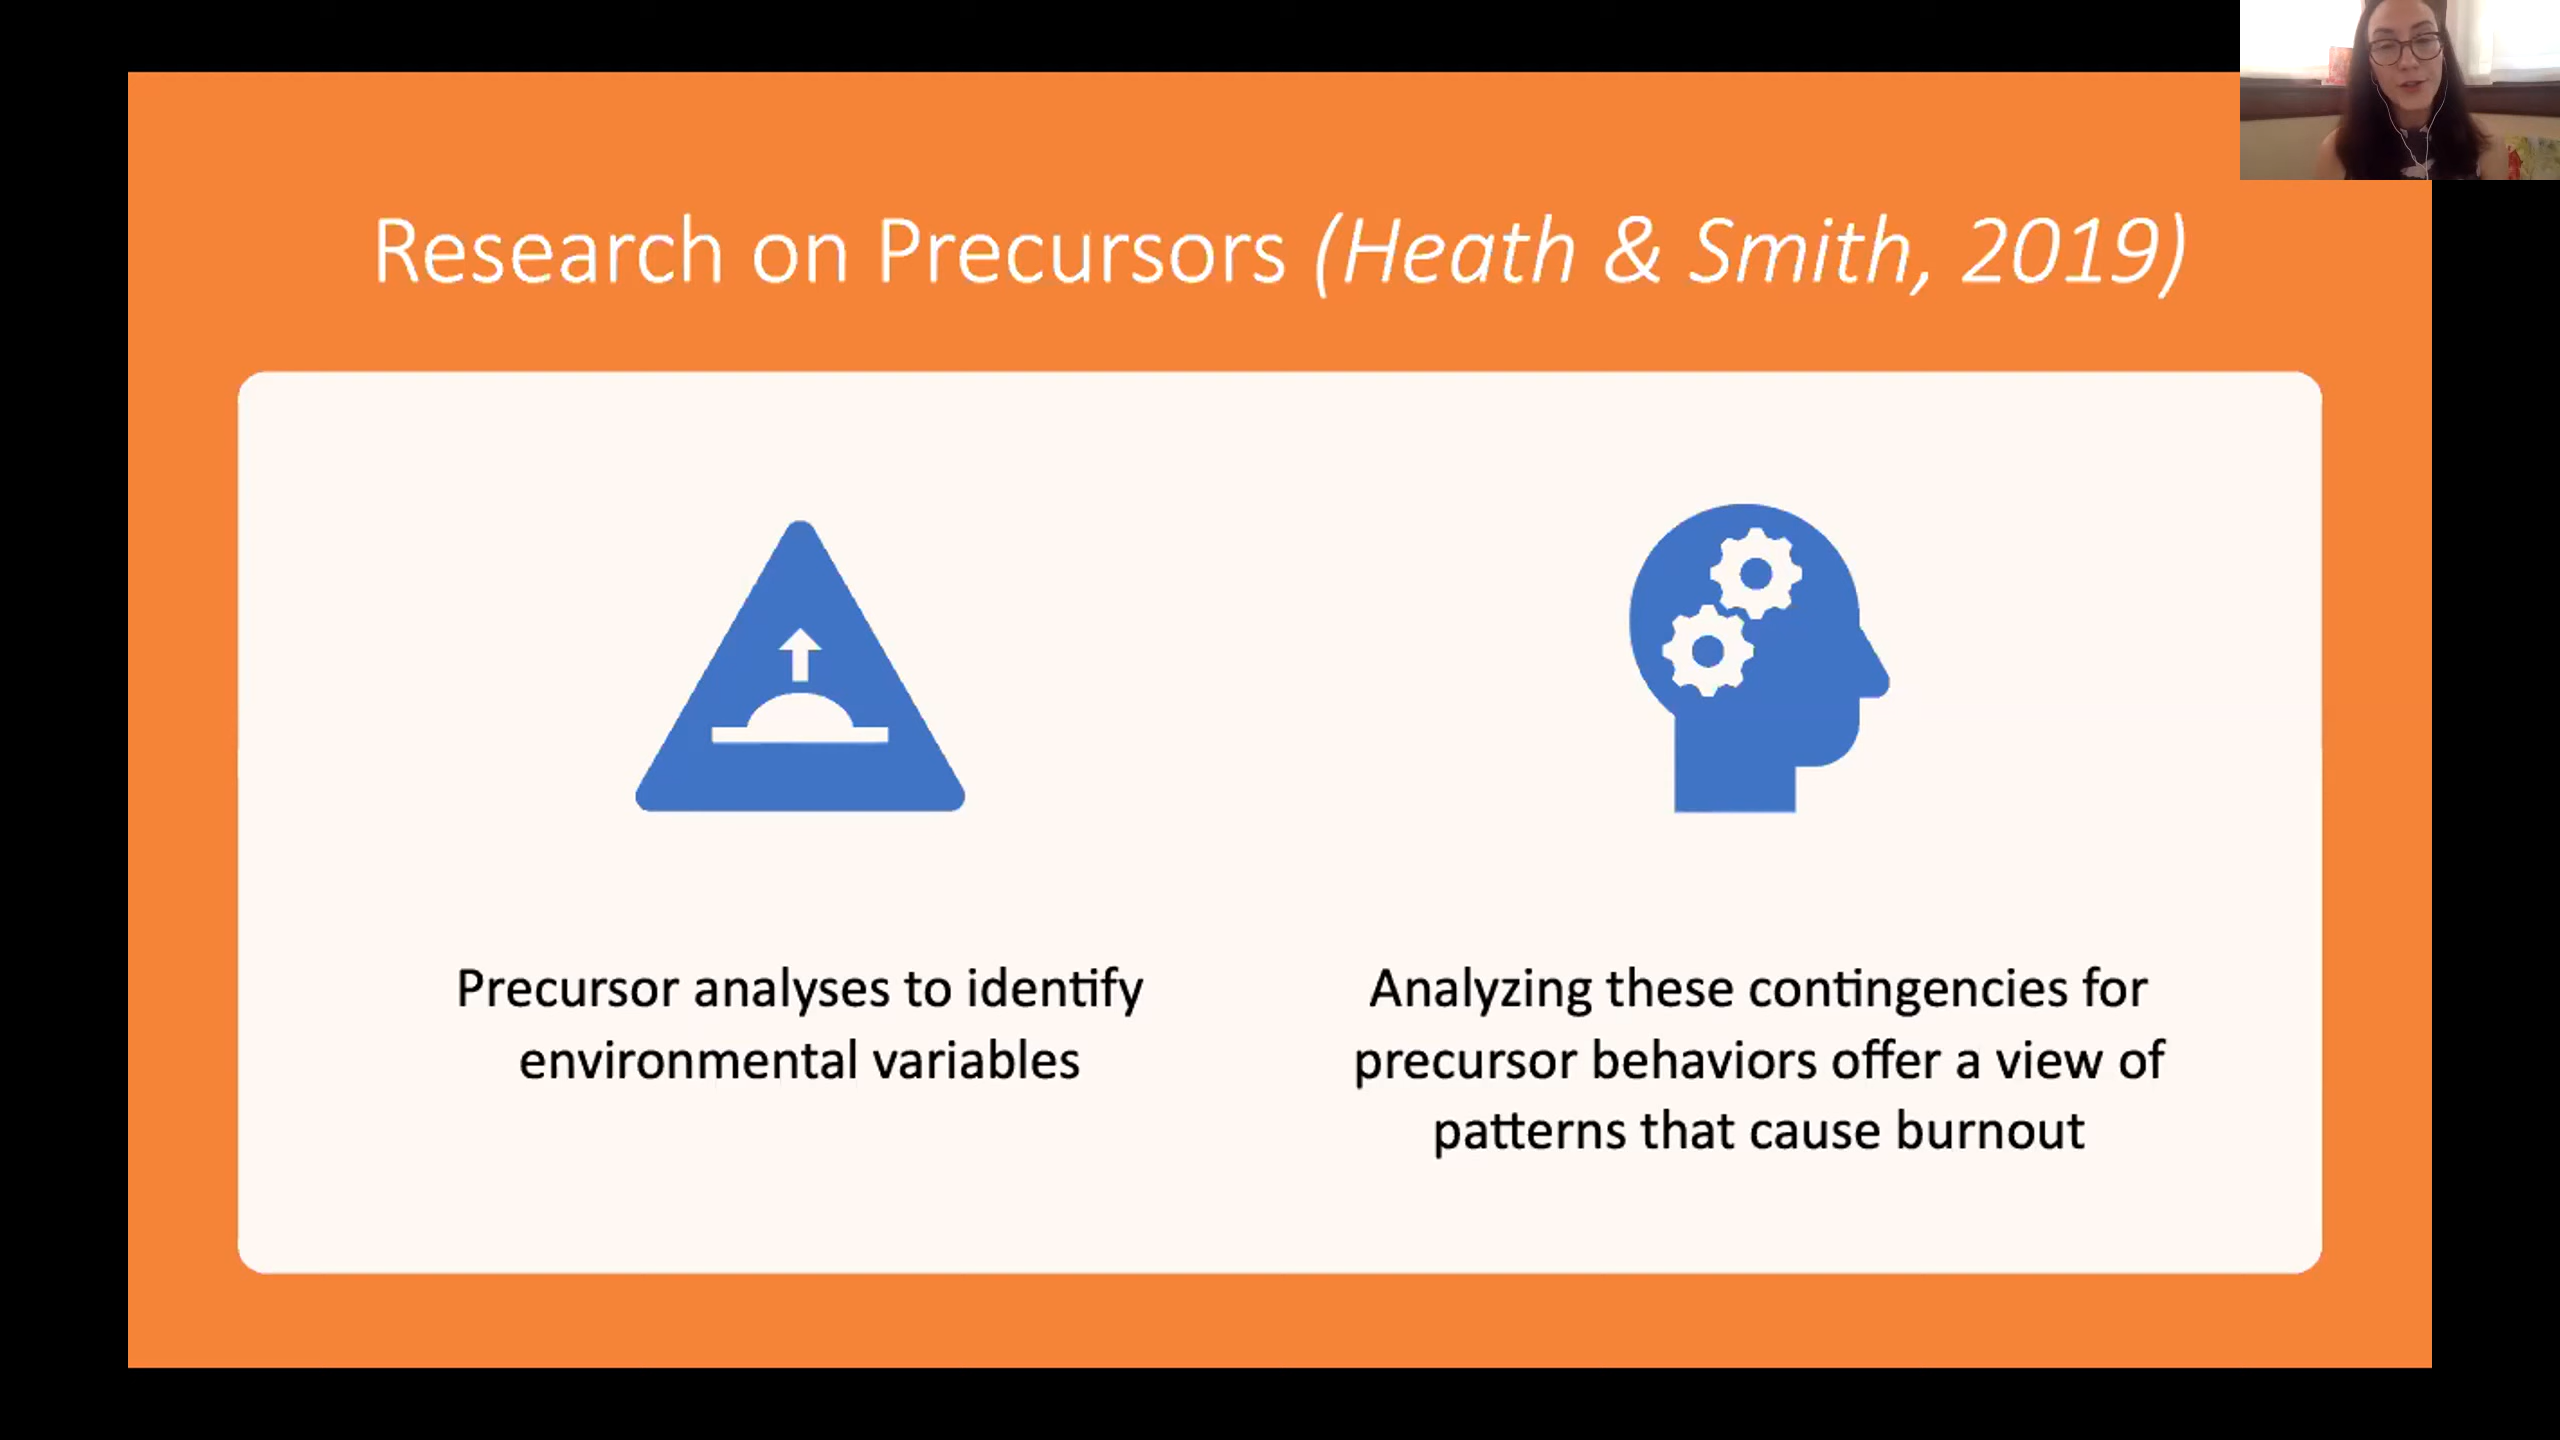 Research on Precursors (Heath & Smith, 2019)
Precursor analyses to identify
environmental variables
Analyzing these contingencies for
precursor behaviors offer a view of
patterns that cause burnout